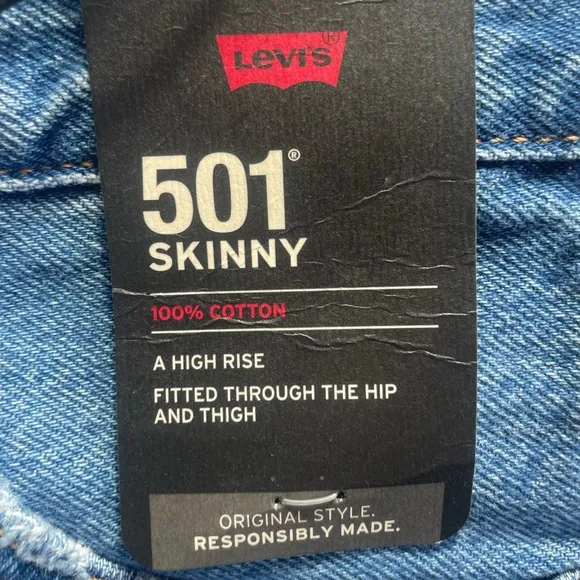 Levi's®
501®
SKINNY
100% COTTON
A HIGH RISE
FITTED THROUGH THE HIP
AND THIGH
ORIGINAL STYLE.
RESPONSIBLY MADE.